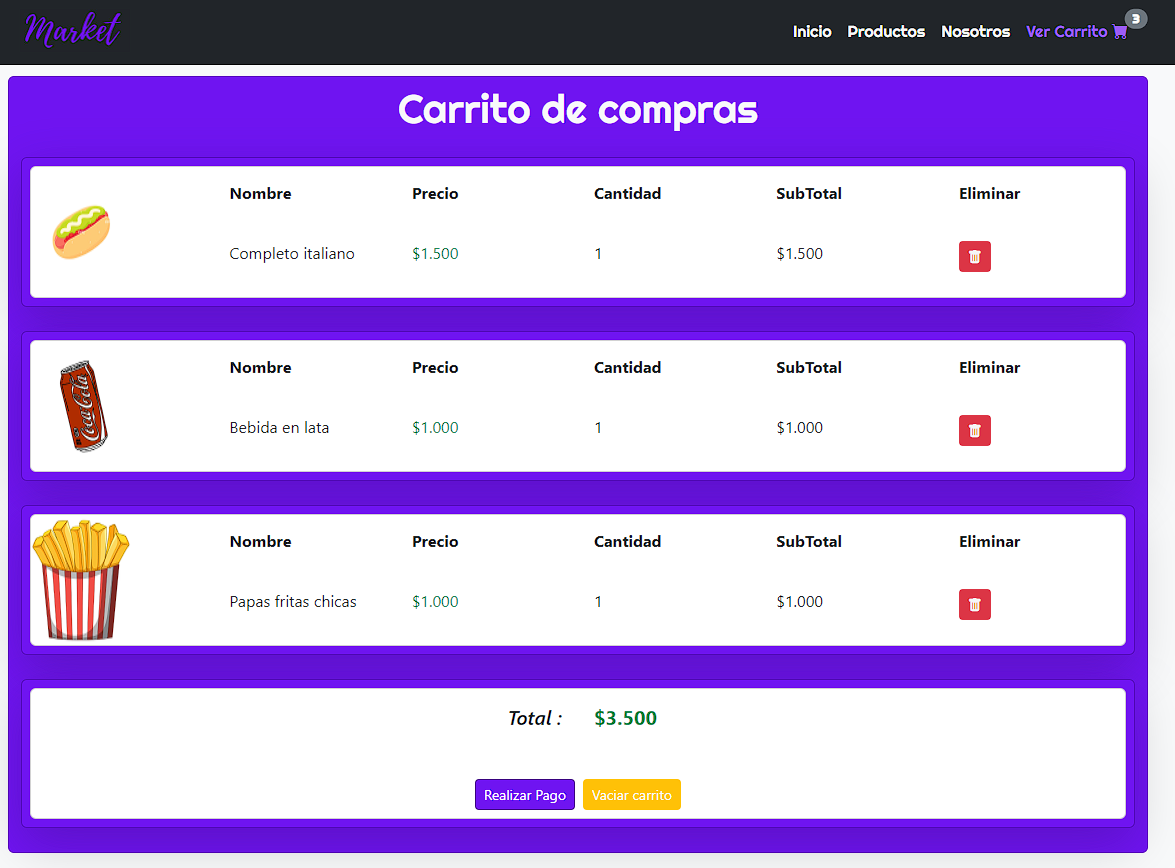 Market
Inicio Productos Nosotros Ver Carrito 3
Carrito de compras
Nombre Precio Cantidad SubTotal Eliminar
Completo italiano $1.500 1 $1.500
Nombre Precio Cantidad SubTotal Eliminar
Coca-Cola
Bebida en lata $1.000 1 $1.000
Nombre Precio Cantidad SubTotal Eliminar
Papas fritas chicas $1.000 1 $1.000
Total : $3.500
Realizar Pago Vaciar carrito